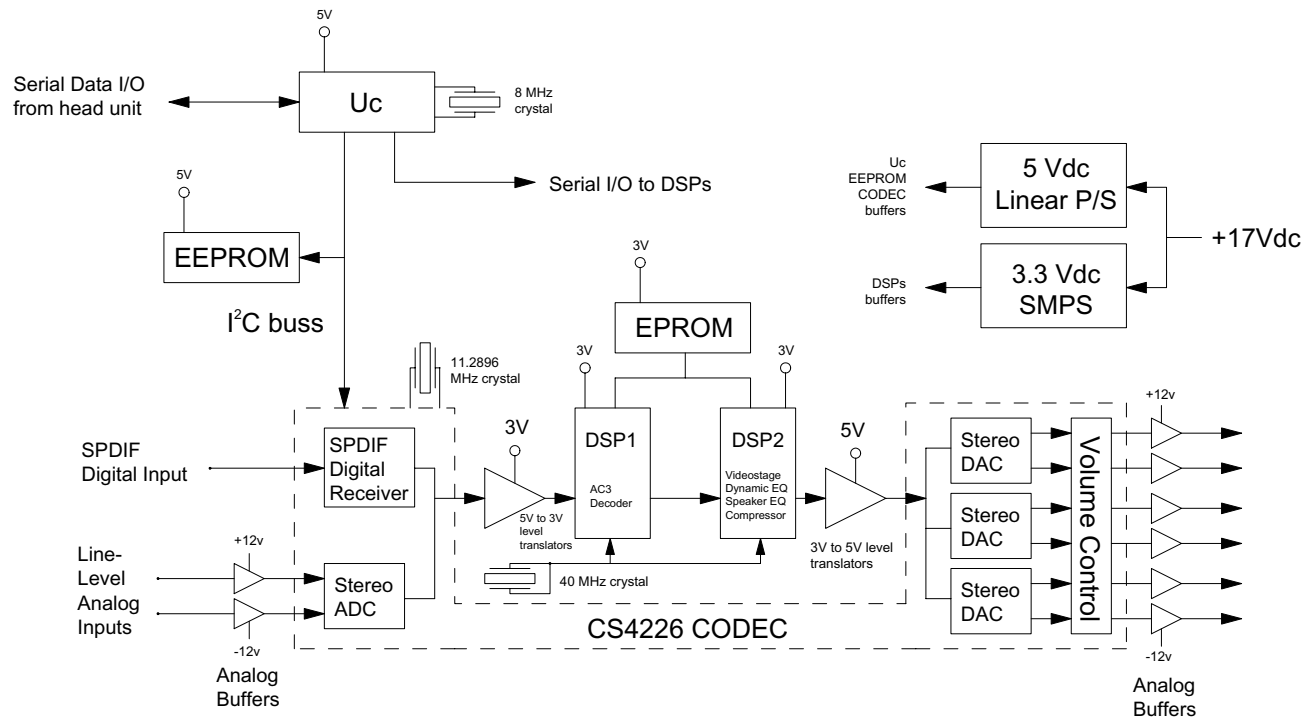 5V
Serial Data I/O
from head unit
Uc
8 MHz
crystal
5V
Serial I/O to DSPs
EEPROM
I²C buss
Uc
EEPROM
CODEC
buffers
5 Vdc
Linear P/S
+17Vdc
DSPs
buffers
3.3 Vdc
SMPS
3V
EPROM
11.2896
MHz crystal
3V
3V
SPDIF
Digital Input
SPDIF
Digital
Receiver
3V
5V to 3V
level
translators
DSP1
AC3
Decoder
DSP2
Videostage
Dynamic EQ
Speaker EQ
Compressor
5V
3V to 5V level
translators
40 MHz crystal
Line-
Level
Analog
Inputs
+12v
-12v
Analog
Buffers
Stereo
ADC
CS4226 CODEC
Stereo
DAC
Stereo
DAC
Stereo
DAC
Volume Control
+12v
-12v
Analog
Buffers